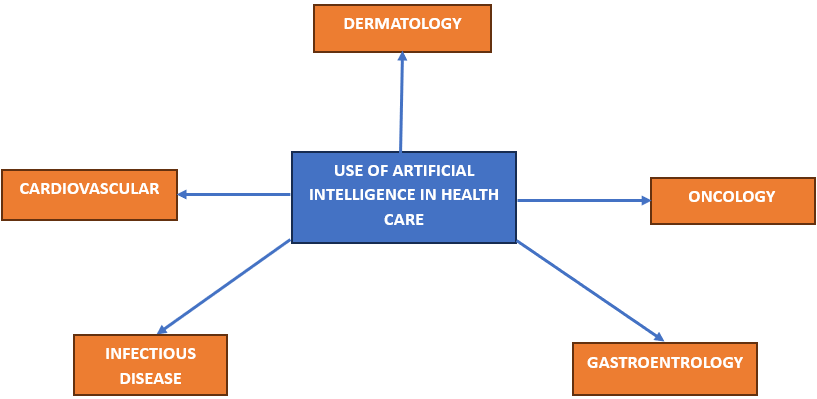 DERMATOLOGY
CARDIOVASCULAR
USE OF ARTIFICIAL
INTELLIGENCE IN HEALTH
CARE
ONCOLOGY
INFECTIOUS
DISEASE
GASTROENTROLOGY